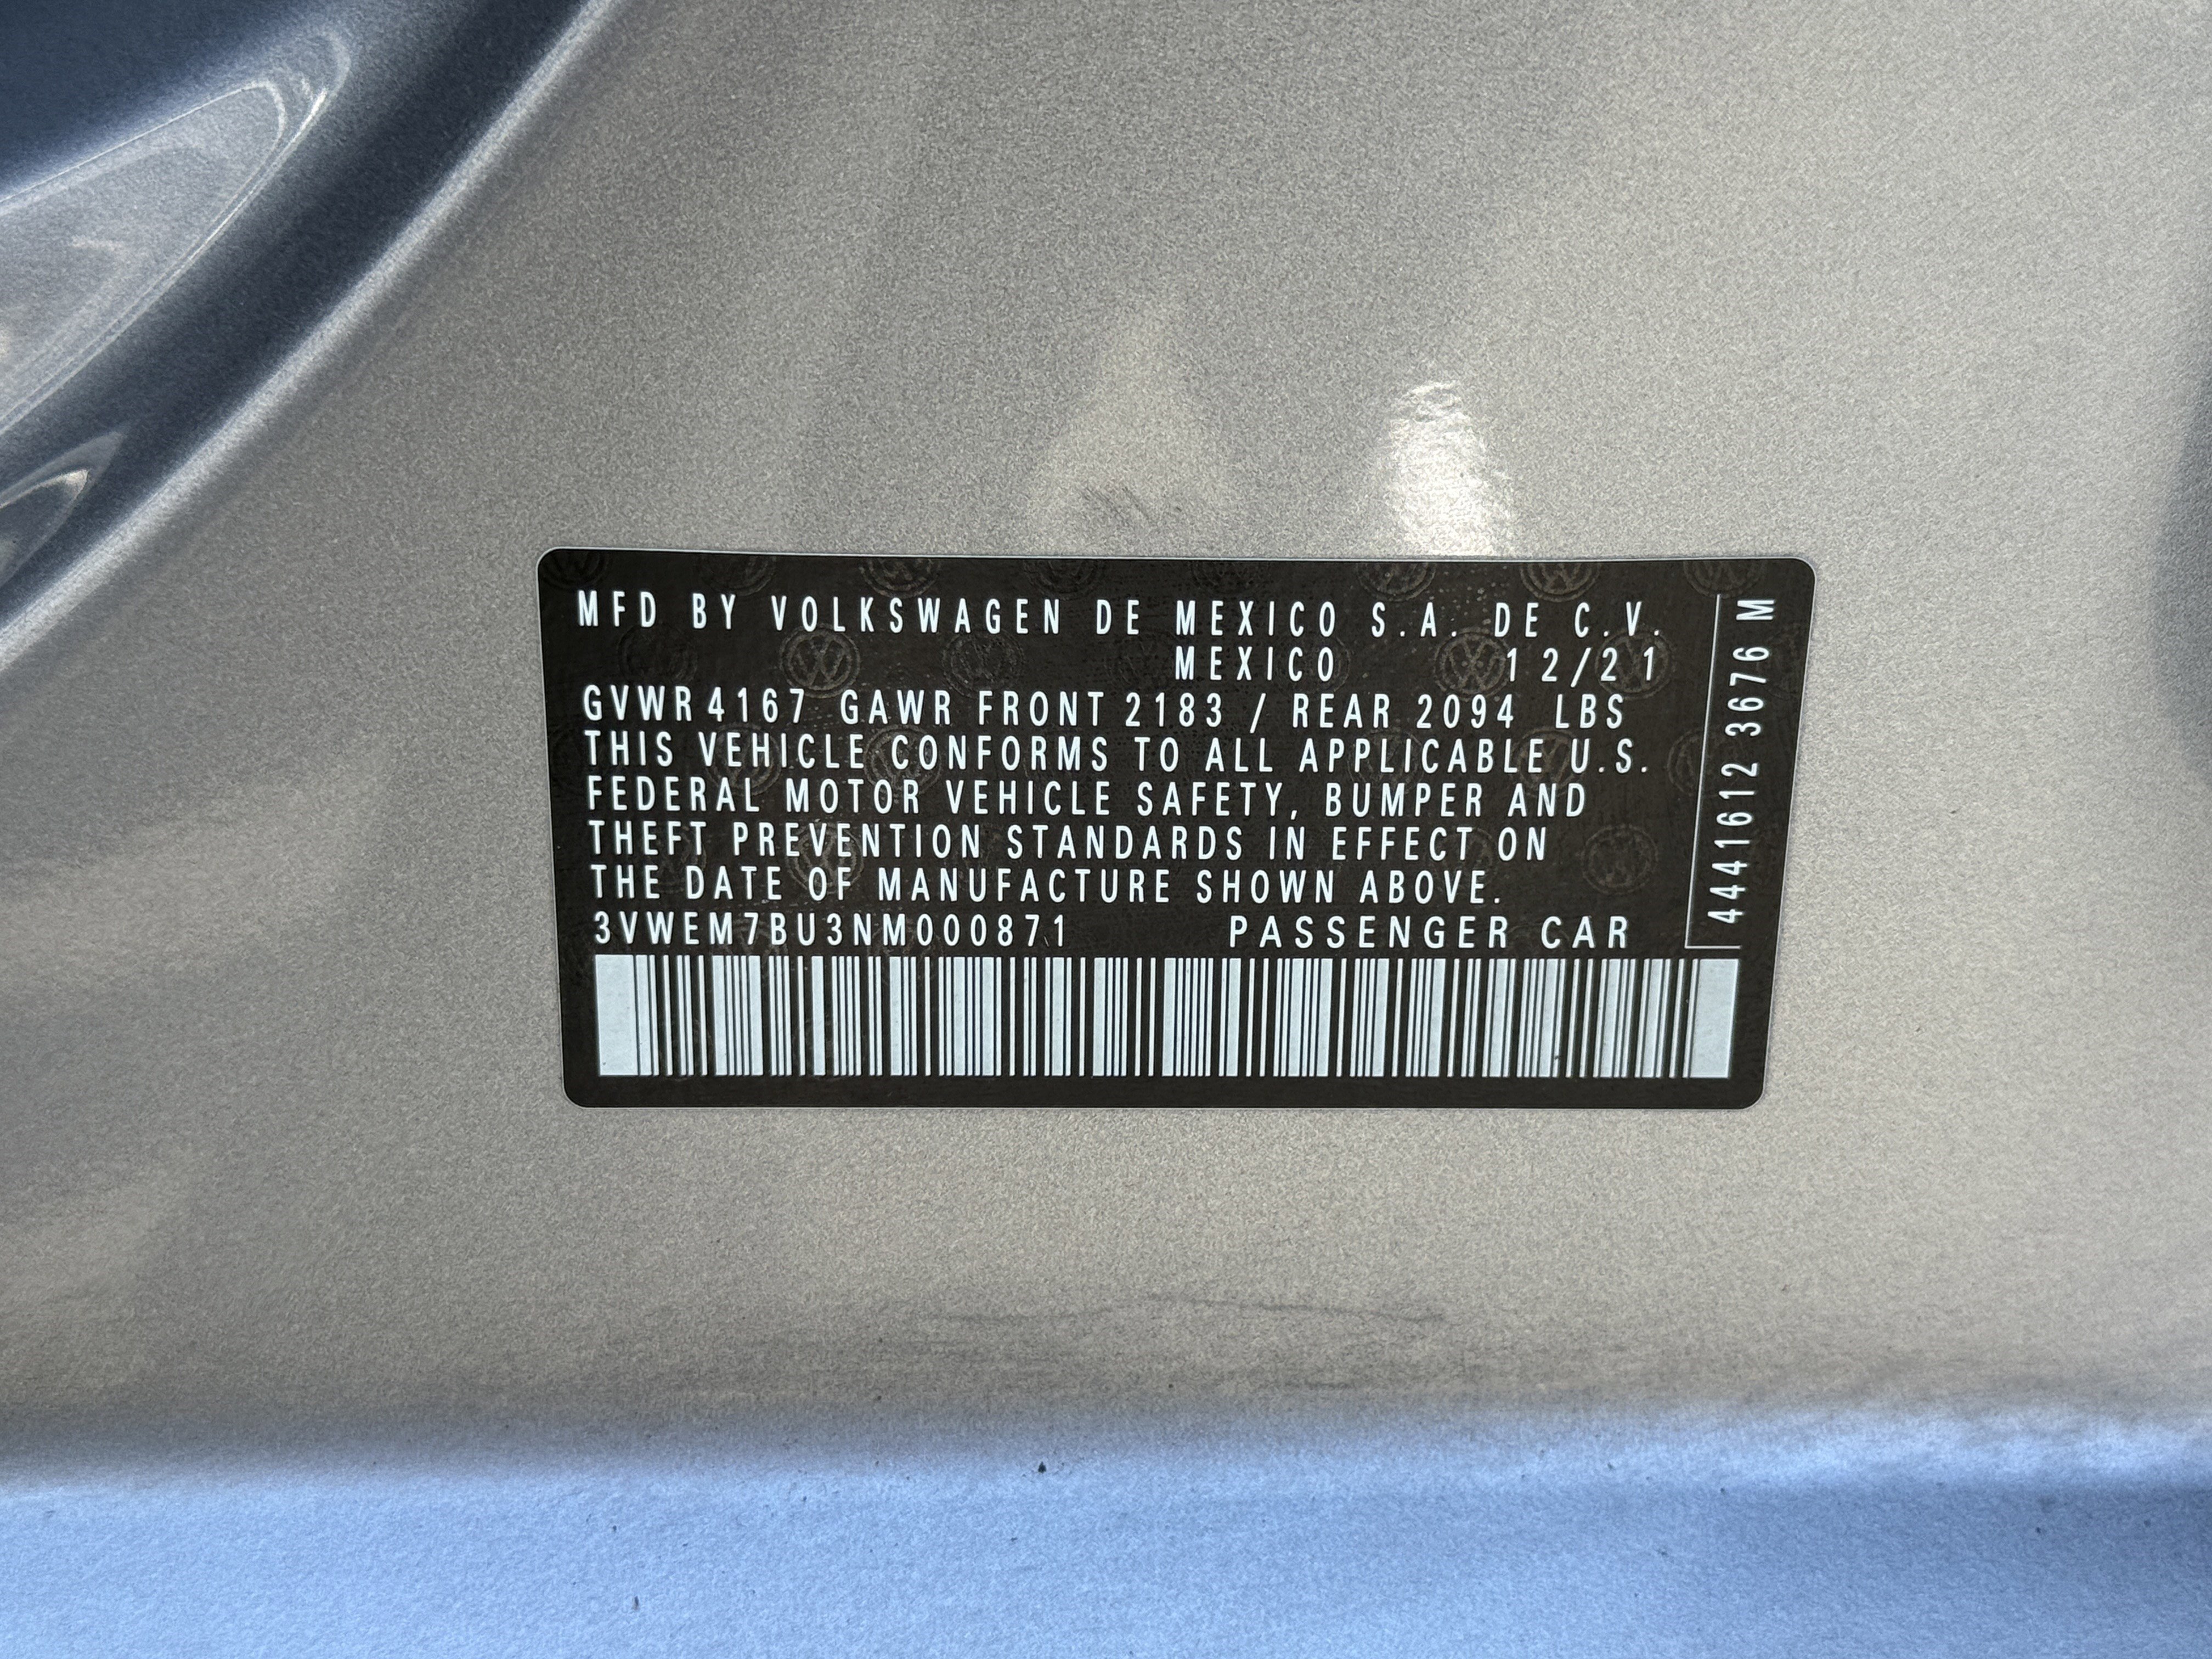 MFD BY VOLKSWAGEN DE MEXICO S.A. DE C.V.
MEXICO 12/21
GVWR 4167 GAWR FRONT 2183 / REAR 2094 LBS
THIS VEHICLE CONFORMS TO ALL APPLICABLE U.S.
FEDERAL MOTOR VEHICLE SAFETY, BUMPER AND
THEFT PREVENTION STANDARDS IN EFFECT ON
THE DATE OF MANUFACTURE SHOWN ABOVE.
3VWEM7BU3NM000871 PASSENGER CAR
4441612 3676 M